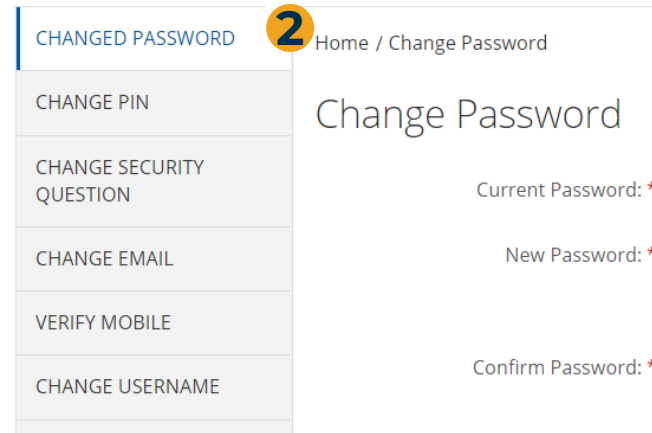 CHANGED PASSWORD
2
Home / Change Password
CHANGE PIN
Change Password
CHANGE SECURITY
QUESTION
Current Password: *
CHANGE EMAIL
New Password: *
VERIFY MOBILE
Confirm Password: *
CHANGE USERNAME